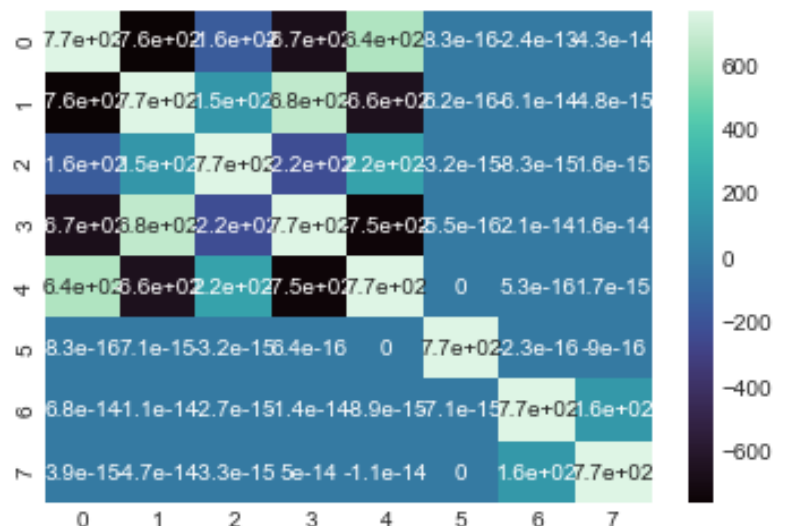 0 7.7e+02 -7.6e+02 -1.6e+02 -6.7e+02 6.4e+02 8.3e-16 -2.4e-13 -4.3e-14
1 -7.6e+02 7.7e+02 1.5e+02 6.8e+02 -6.6e+02 6.2e-16 -6.1e-14 -4.8e-15
2 -1.6e+02 1.5e+02 7.7e+02 -2.2e+02 2.2e+02 -3.2e-15 -8.3e-15 1.6e-15
3 -6.7e+02 6.8e+02 -2.2e+02 7.7e+02 -7.5e+02 5.5e-16 2.1e-14 1.6e-14
4 6.4e+02 -6.6e+02 2.2e+02 -7.5e+02 7.7e+02 0 5.3e-16 1.7e-15
5 8.3e-16 7.1e-15 -3.2e-15 6.4e-16 0 7.7e+02 -2.3e-16 -9e-16
6 6.8e-14 -1.1e-14 -2.7e-15 1.4e-14 -8.9e-15 7.1e-15 7.7e+02 1.6e+02
7 3.9e-15 -4.7e-14 3.3e-15 5e-14 -1.1e-14 0 1.6e+02 7.7e+02
0 1 2 3 4 5 6 7
600
400
200
0
−200
−400
−600